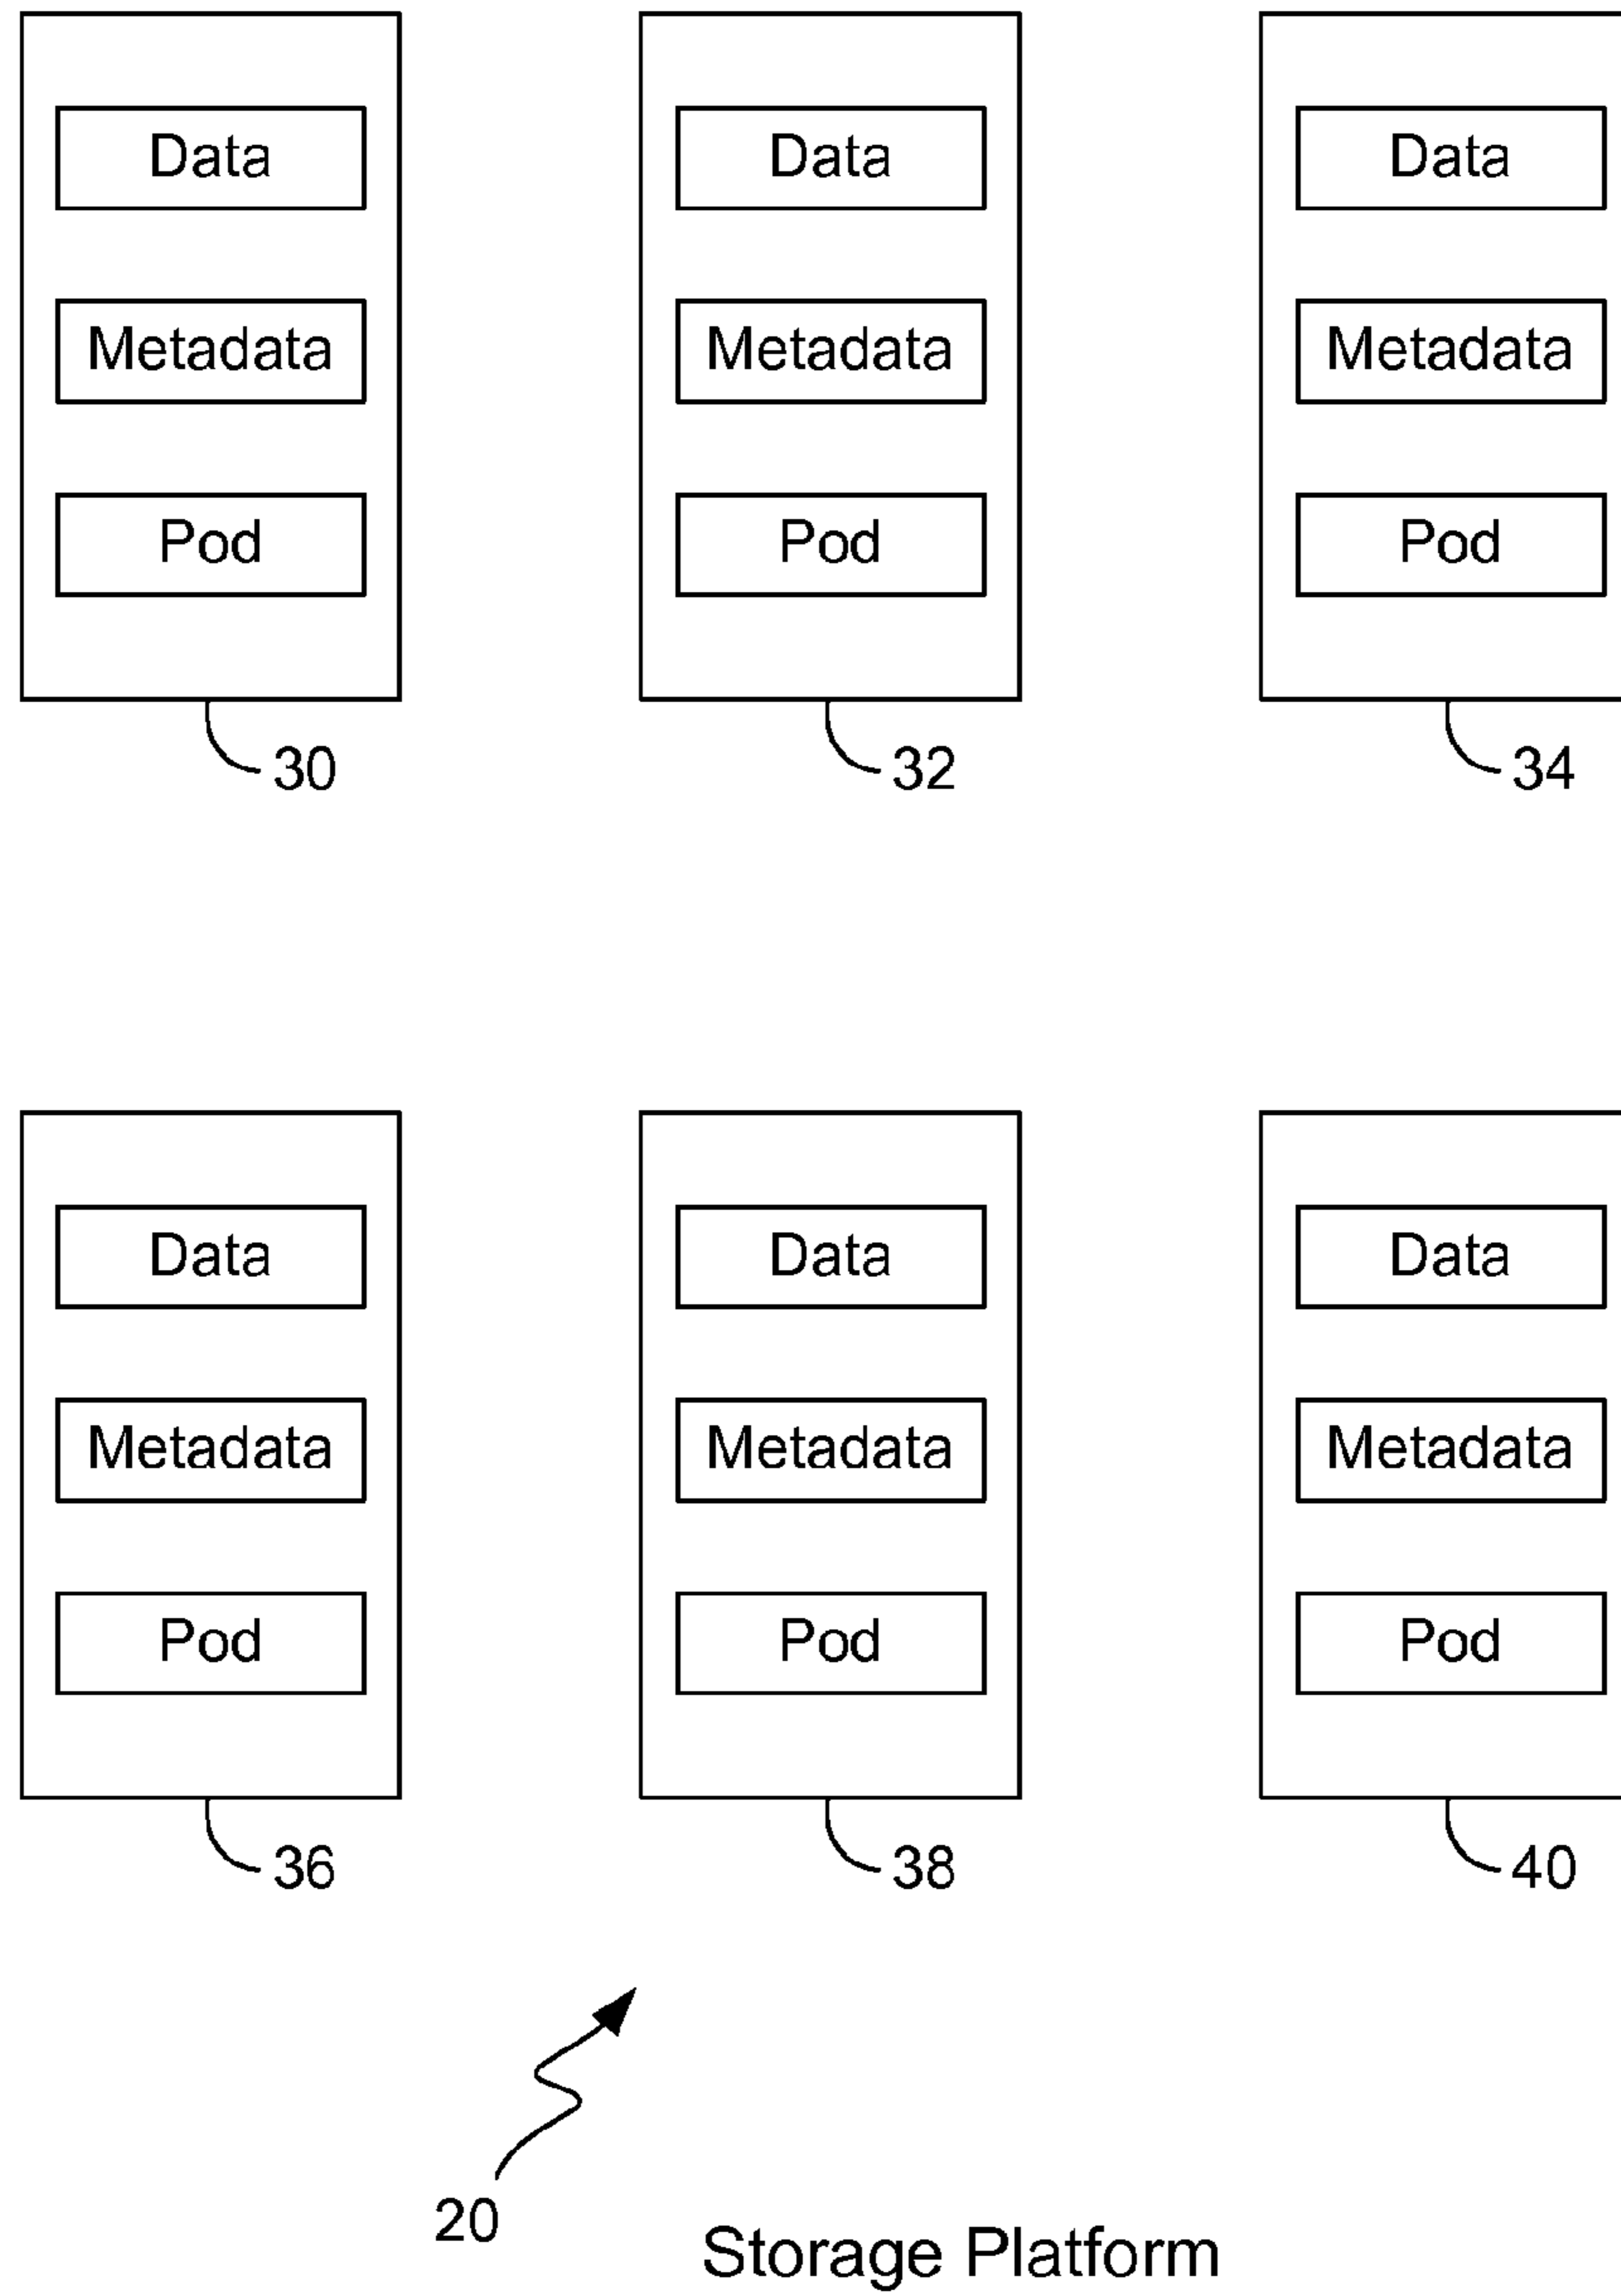 Data Data Data
Metadata Metadata Metadata
Pod Pod Pod
30 32 34
Data Data Data
Metadata Metadata Metadata
Pod Pod Pod
36 38 40
20
Storage Platform